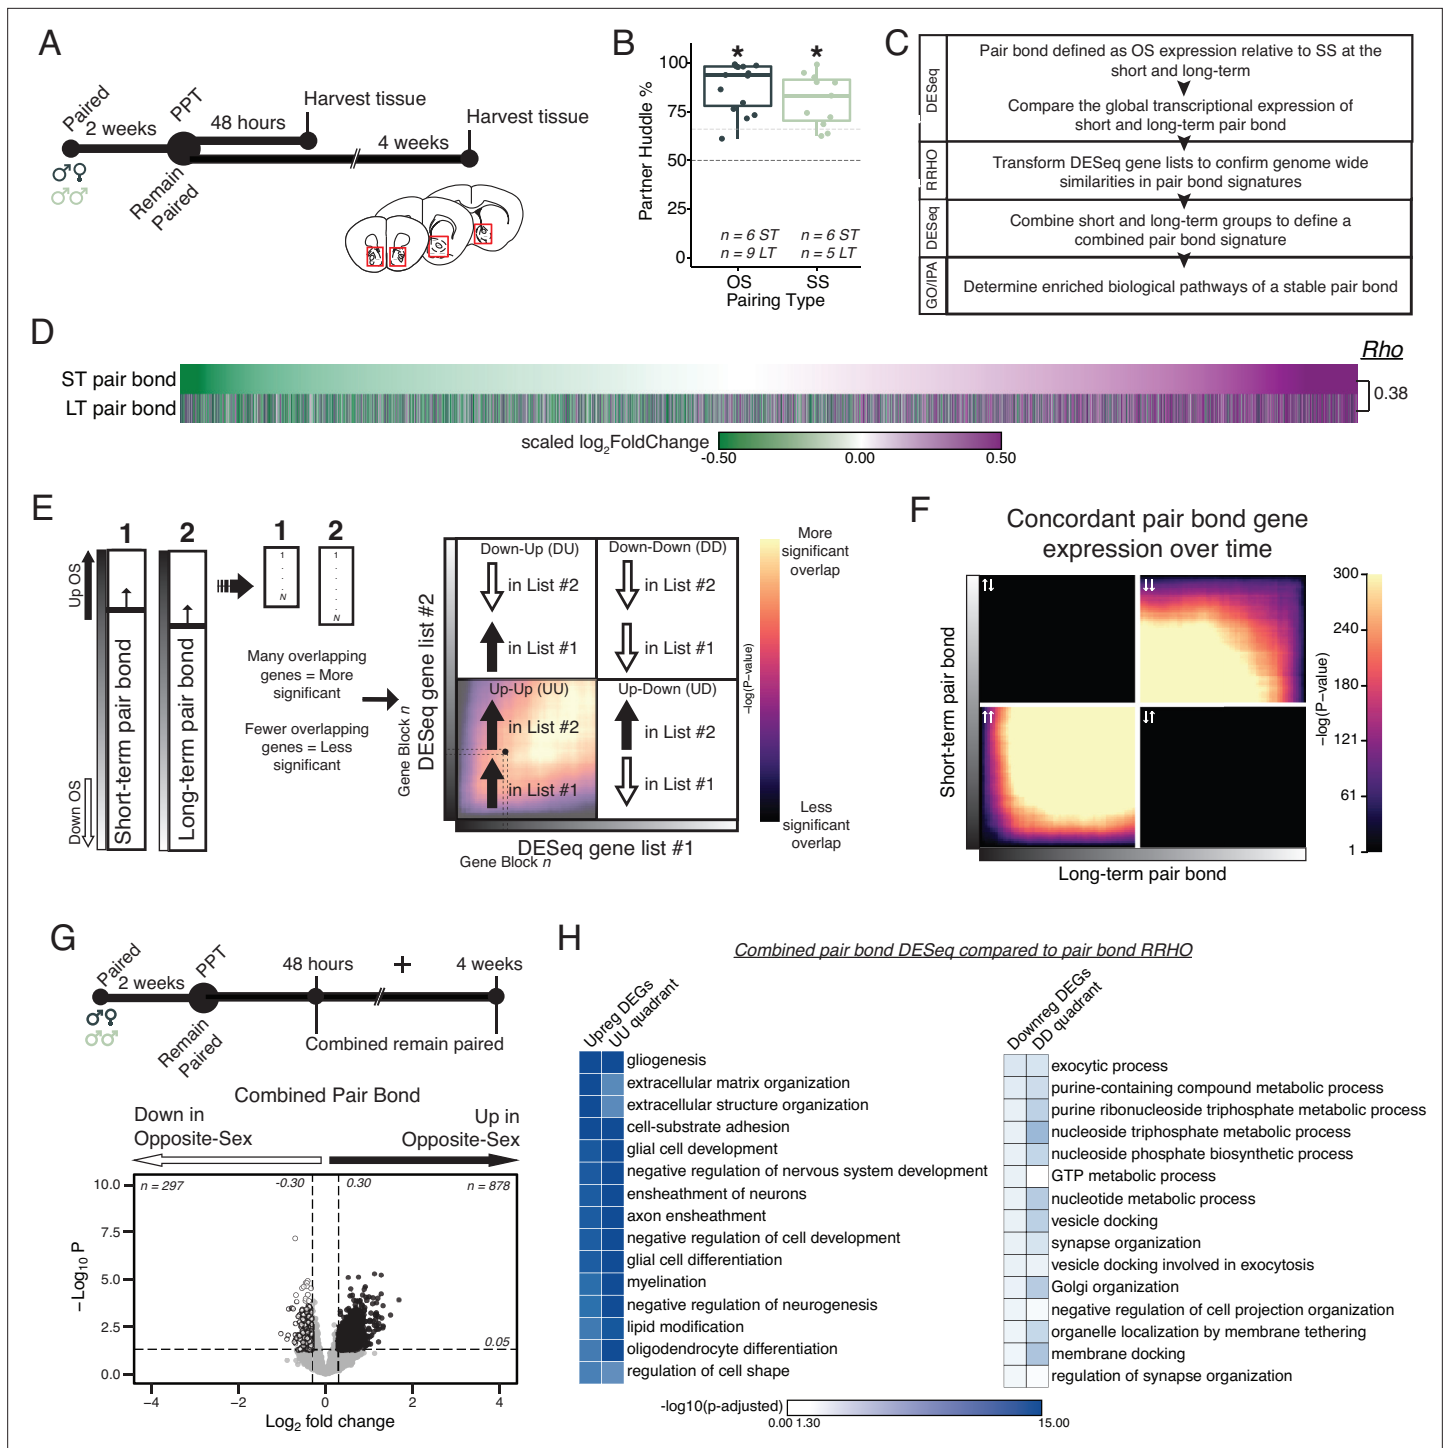 A
Paired
2 weeks
PPT
48 hours
Harvest tissue
Harvest tissue
4 weeks
Remain
Paired
♂♀
♂♂
B
Partner Huddle %
100
75
50
25
0
*
*
n = 6 ST
n = 9 LT
n = 6 ST
n = 5 LT
OS
SS
Pairing Type
C
DESeq
Pair bond defined as OS expression relative to SS at the
short and long-term
Compare the global transcriptional expression of
short and long-term pair bond
RRHO
Transform DESeq gene lists to confirm genome wide
similarities in pair bond signatures
DESeq
Combine short and long-term groups to define a
combined pair bond signature
GO/IPA
Determine enriched biological pathways of a stable pair bond
D
Rho
ST pair bond
LT pair bond
0.38
scaled log2FoldChange
-0.50
0.00
0.50
E
1
2
Up OS
Down OS
Short-term pair bond
Long-term pair bond
1
2
1
N
1
N
Many overlapping
genes = More
significant
Fewer overlapping
genes = Less
significant
Gene Block n
DESeq gene list #2
Down-Up (DU)
in List #2
in List #1
Down-Down (DD)
in List #2
in List #1
Up-Up (UU)
in List #2
in List #1
Up-Down (UD)
in List #2
in List #1
DESeq gene list #1
Gene Block n
More
significant
overlap
-log(P-value)
Less
significant
overlap
F
Concordant pair bond gene
expression over time
Short-term pair bond
Long-term pair bond
↑↓
↓↓
↑↑
↓↑
300
240
180
121
61
1
-log(P-value)
G
Paired
2 weeks
PPT
48 hours
+
4 weeks
♂♀
♂♂
Remain
Paired
Combined remain paired
Combined Pair Bond
Down in
Opposite-Sex
Up in
Opposite-Sex
n = 297
-0.30
0.30
n = 878
10.0
7.5
5.0
2.5
0.0
0.05
−Log10 P
−4
−2
0
2
4
Log2 fold change
H
Combined pair bond DESeq compared to pair bond RRHO
Upreg DEGs
UU quadrant
gliogenesis
extracellular matrix organization
extracellular structure organization
cell-substrate adhesion
glial cell development
negative regulation of nervous system development
ensheathment of neurons
axon ensheathment
negative regulation of cell development
glial cell differentiation
myelination
negative regulation of neurogenesis
lipid modification
oligodendrocyte differentiation
regulation of cell shape
Downreg DEGs
DD quadrant
exocytic process
purine-containing compound metabolic process
purine ribonucleoside triphosphate metabolic process
nucleoside triphosphate metabolic process
nucleoside phosphate biosynthetic process
GTP metabolic process
nucleotide metabolic process
vesicle docking
synapse organization
vesicle docking involved in exocytosis
Golgi organization
negative regulation of cell projection organization
organelle localization by membrane tethering
membrane docking
regulation of synapse organization
-log10(p-adjusted)
0.00 1.30
15.00